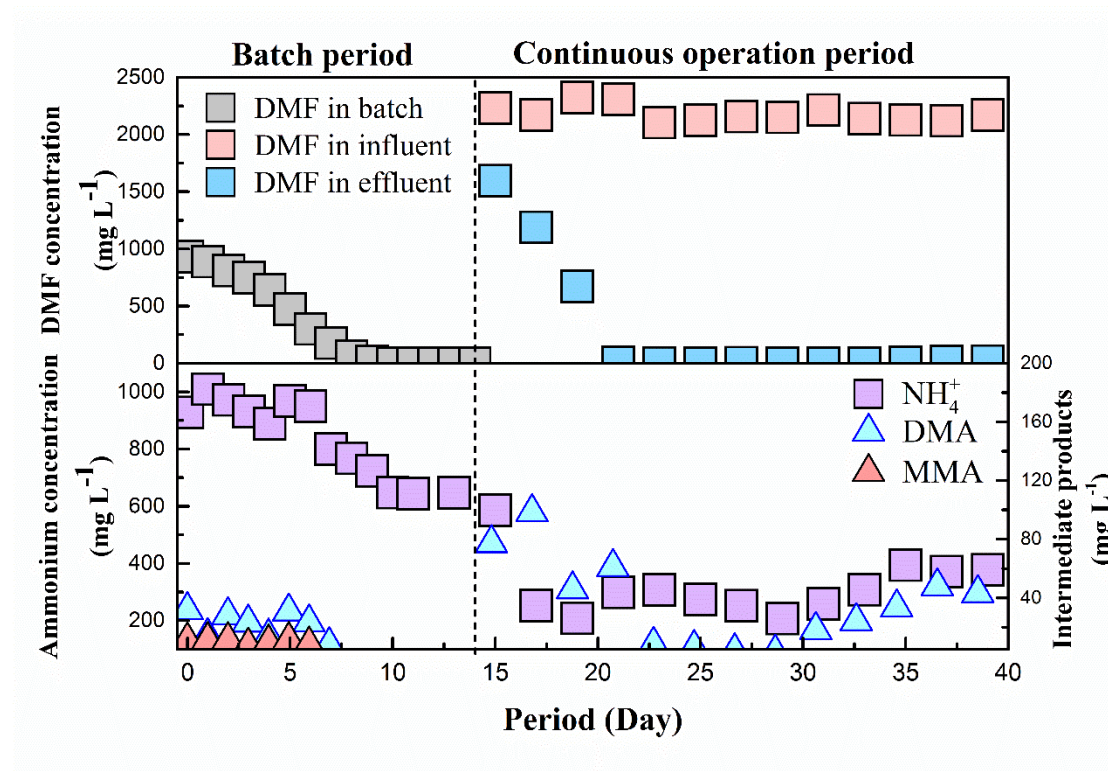 Batch period
Continuous operation period
DMF concentration
(mg L⁻¹)
2500
2000
1500
1000
500
0
DMF in batch
DMF in influent
DMF in effluent
Ammonium concentration
(mg L⁻¹)
1000
800
600
400
200
NH₄⁺
DMA
MMA
200
160
120
80
40
Intermediate products
(mg L⁻¹)
0 5 10 15 20 25 30 35 40
Period (Day)